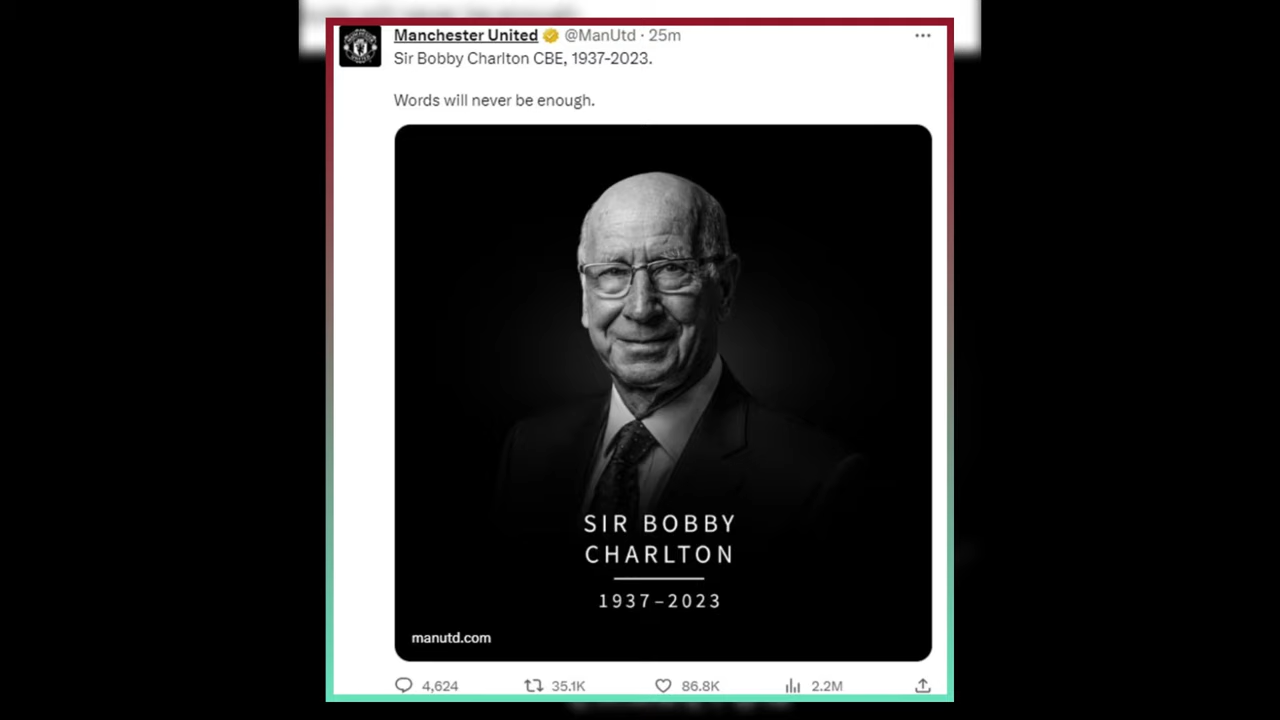 Manchester United @ManUtd · 25m
Sir Bobby Charlton CBE, 1937-2023.
Words will never be enough.
SIR BOBBY
CHARLTON
1937–2023
manutd.com
4,624 35.1K 86.8K 2.2M